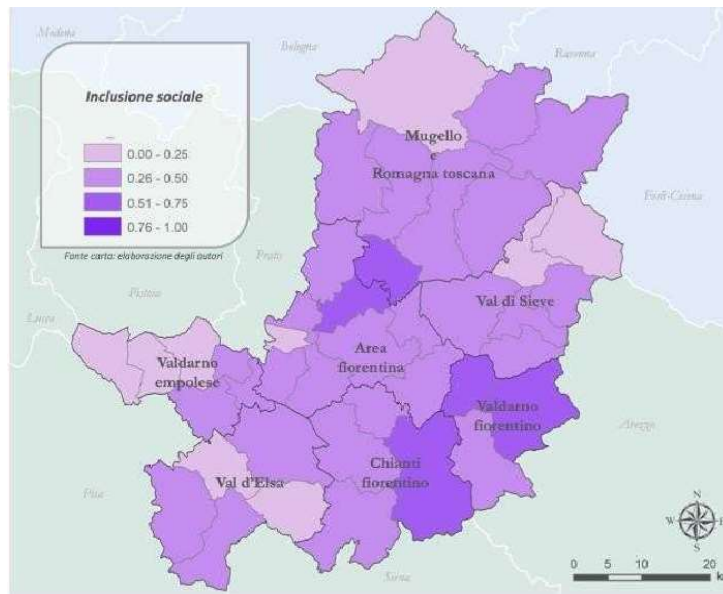 Modena
Bologna
Ravenna
Inclusione sociale
0.00 - 0.25
0.26 - 0.50
0.51 - 0.75
0.76 - 1.00
Fonte carta: elaborazione degli autori
Mugello
e
Romagna toscana
Forlì-Cesena
Prato
Pistoia
Lucca
Val di Sieve
Area
fiorentina
Valdarno
empolese
Valdarno
fiorentino
Arezzo
Chianti
fiorentino
Val d'Elsa
Pisa
Siena
N
W
E
S
0
5
10
20
k